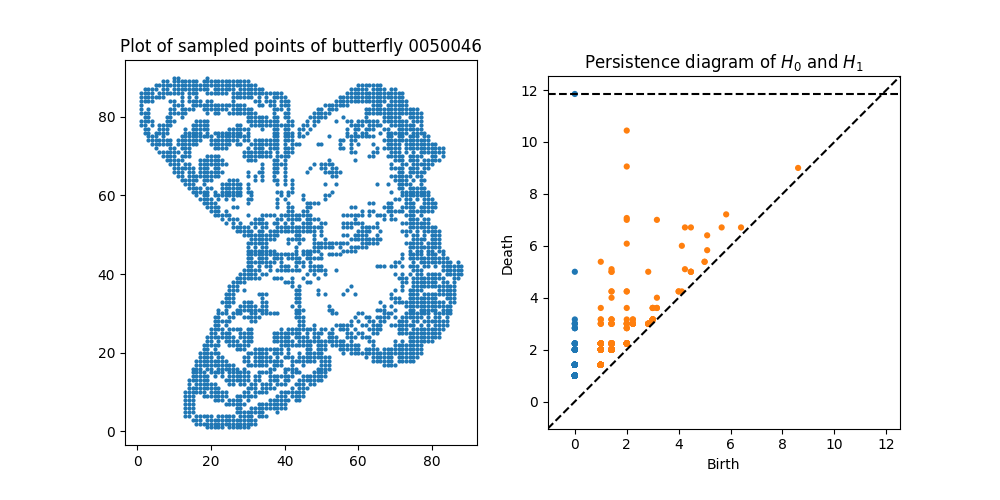 Plot of sampled points of butterfly 0050046
80
60
40
20
0
0 20 40 60 80
Persistence diagram of H₀ and H₁
12
10
8
6
4
2
0
Death
0 2 4 6 8 10 12
Birth